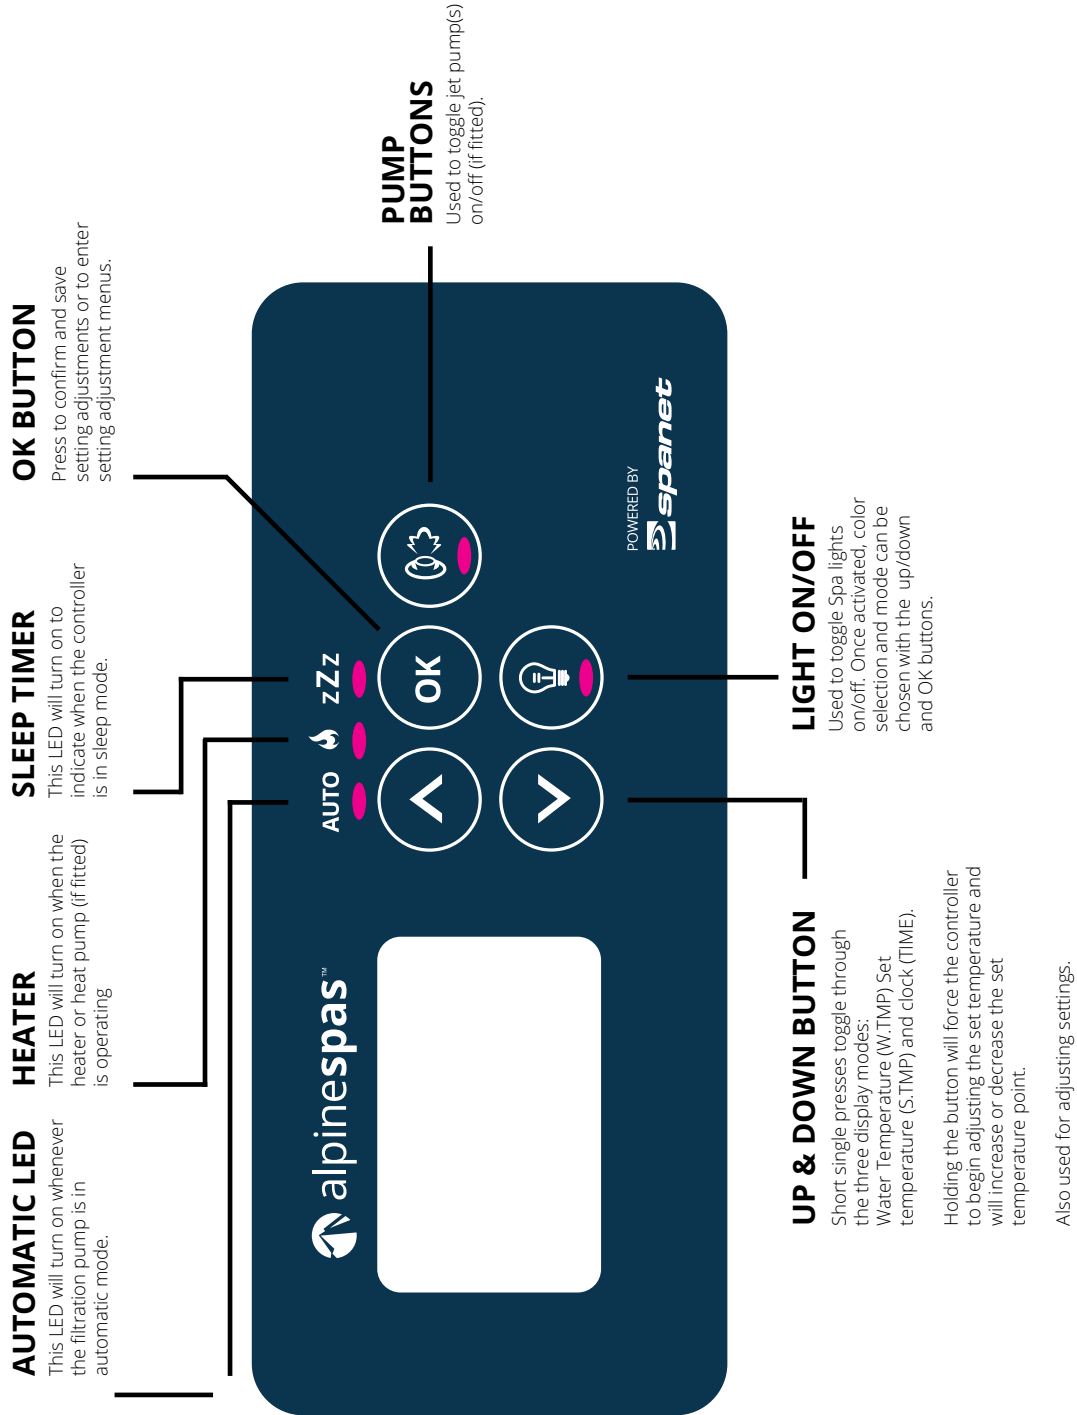 AUTOMATIC LED
This LED will turn on whenever
the filtration pump is in
automatic mode.
HEATER
This LED will turn on when the
heater or heat pump (if fitted)
is operating
SLEEP TIMER
This LED will turn on to
indicate when the controller
is in sleep mode.
OK BUTTON
Press to confirm and save
setting adjustments or to enter
setting adjustment menus.
PUMP
BUTTONS
Used to toggle jet pump(s)
on/off (if fitted).
alpinespas™
AUTO
zZz
OK
POWERED BY
spanet
UP & DOWN BUTTON
Short single presses toggle through
the three display modes:
Water Temperature (W.TMP) Set
temperature (S.TMP) and clock (TIME).
Holding the button will force the controller
to begin adjusting the set temperature and
will increase or decrease the set
temperature point.
Also used for adjusting settings.
LIGHT ON/OFF
Used to toggle Spa lights
on/off. Once activated, color
selection and mode can be
chosen with the up/down
and OK buttons.